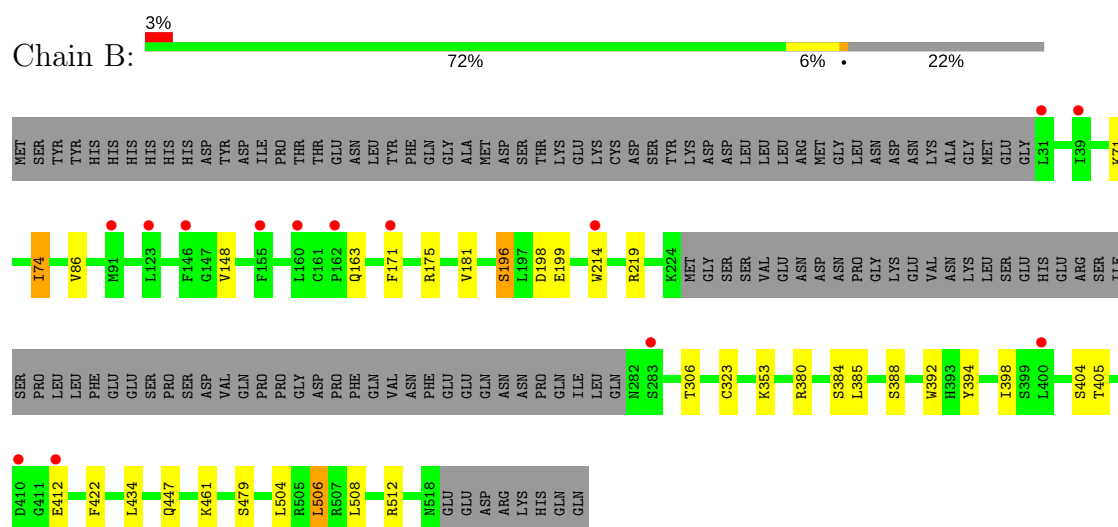 3%
Chain B:
72% 6% • 22%
MET SER TYR TYR HIS HIS HIS HIS HIS HIS ASP TYR ASP ILE PRO THR THR GLU ASN LEU TYR PHE GLN GLY ALA MET ASP SER THR LYS GLU LYS CYS ASP SER TYR LYS ASP ASP LEU LEU LEU ARG MET GLY LEU ASN ASP ASN LYS ALA GLY MET GLU GLY L31 I39 K71
I74 V86 M91 L123 F146 G147 V148 F155 L160 C161 P162 Q163 F171 R175 V181 S196 L197 D198 E199 W214 R219 K224 MET GLY SER SER VAL GLU ASN ASP ASN PRO GLY LYS GLU VAL ASN LYS LEU SER GLU HIS GLU ARG SER ILE
SER PRO LEU LEU PHE GLU GLU SER PRO SER ASP VAL GLN PRO PRO GLY ASP PRO PHE GLN VAL ASN PHE GLU GLU GLN ASN ASN PRO GLN ILE LEU GLN N282 S283 T306 C323 K353 R380 S384 L385 S388 W392 H393 Y394 I398 S399 L400 S404 T405
D410 G411 E412 F422 L434 Q447 K461 S479 L504 R505 L506 R507 L508 R512 N518 GLU GLU ASP ARG LYS HIS GLN GLN